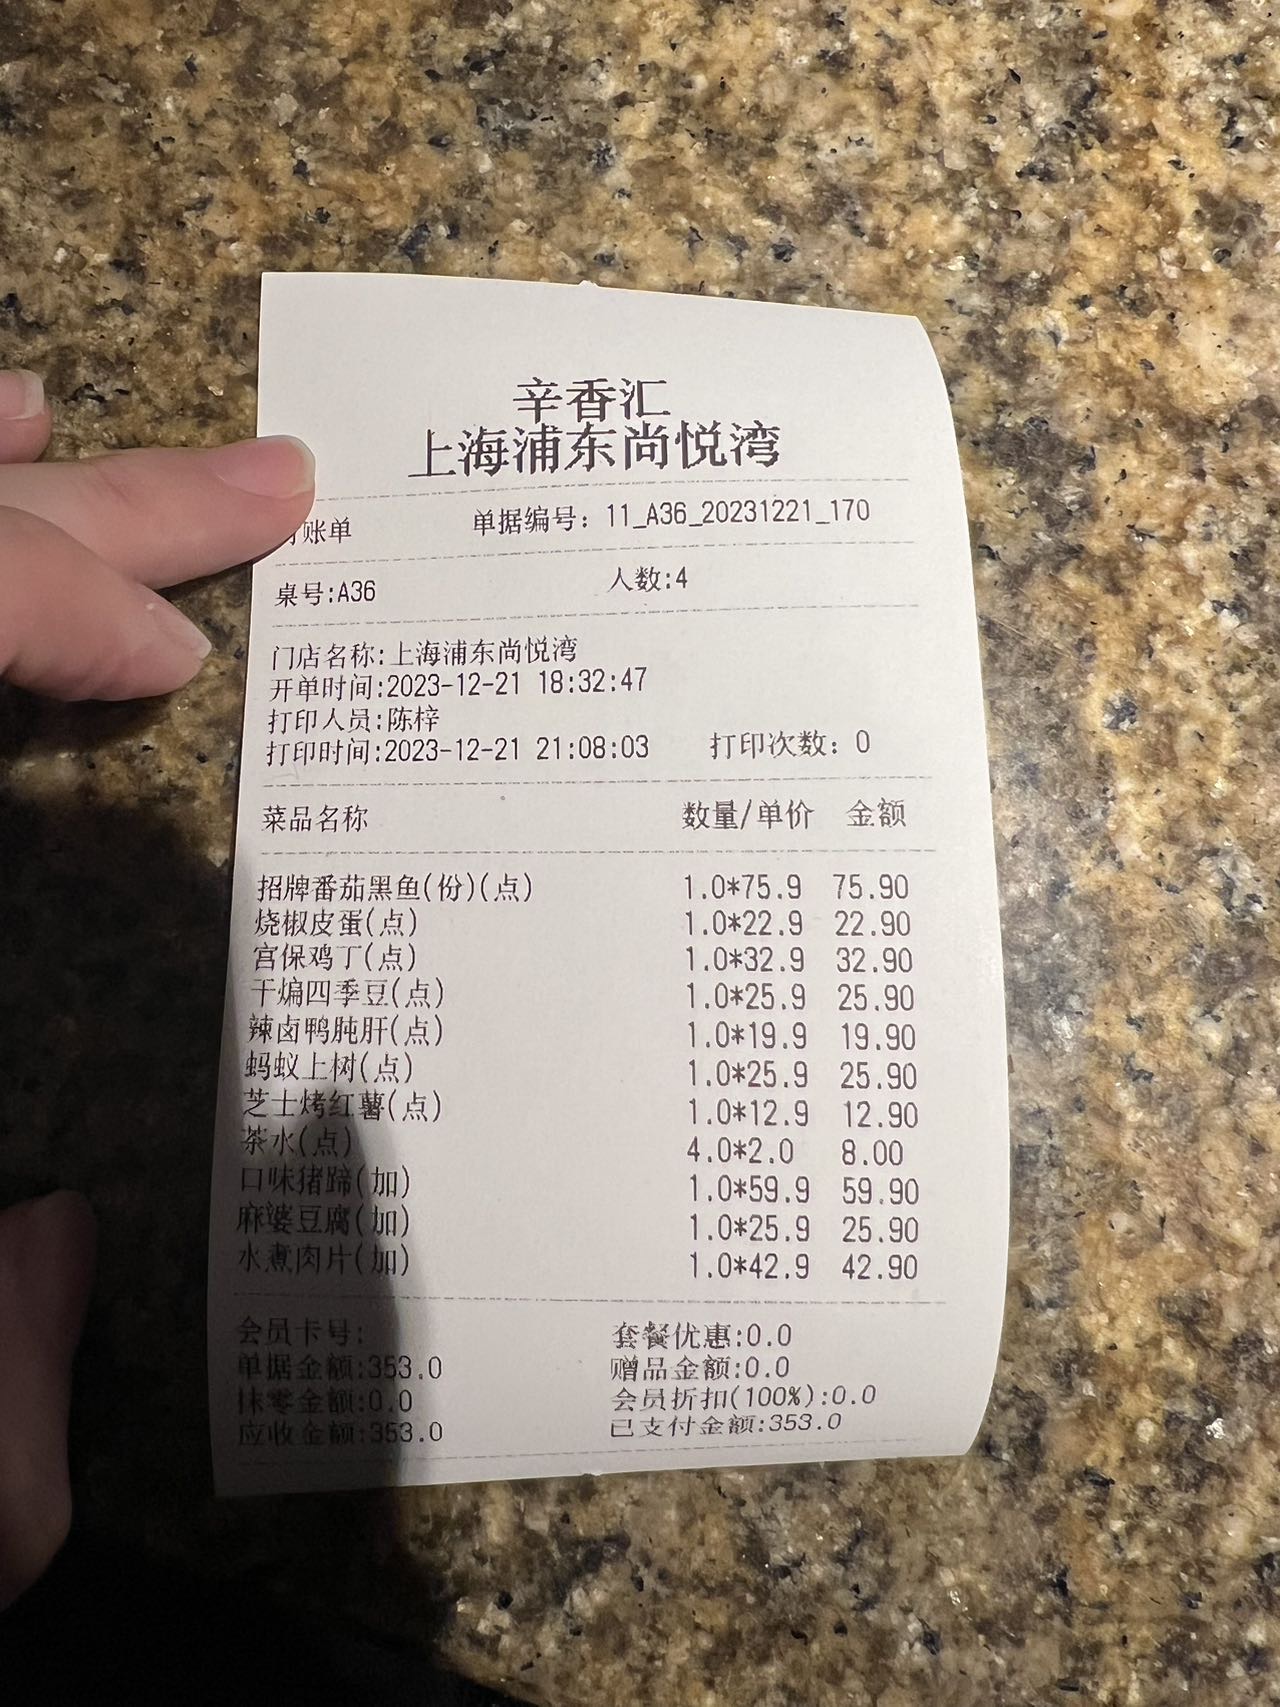 辛香汇
上海浦东尚悦湾
账单 单据编号: 11_A36_20231221_170
桌号:A36 人数:4
门店名称:上海浦东尚悦湾
开单时间:2023-12-21 18:32:47
打印人员:陈梓
打印时间:2023-12-21 21:08:03 打印次数: 0
菜品名称 数量/单价 金额
招牌番茄黑鱼(份)(点) 1.0*75.9 75.90
烧椒皮蛋(点) 1.0*22.9 22.90
宫保鸡丁(点) 1.0*32.9 32.90
干煸四季豆(点) 1.0*25.9 25.90
辣卤鸭肫肝(点) 1.0*19.9 19.90
蚂蚁上树(点) 1.0*25.9 25.90
芝士烤红薯(点) 1.0*12.9 12.90
茶水(点) 4.0*2.0 8.00
口味猪蹄(加) 1.0*59.9 59.90
麻婆豆腐(加) 1.0*25.9 25.90
水煮肉片(加) 1.0*42.9 42.90
会员卡号: 套餐优惠:0.0
单据金额:353.0 赠品金额:0.0
抹零金额:0.0 会员折扣(100%):0.0
应收金额:353.0 已支付金额:353.0